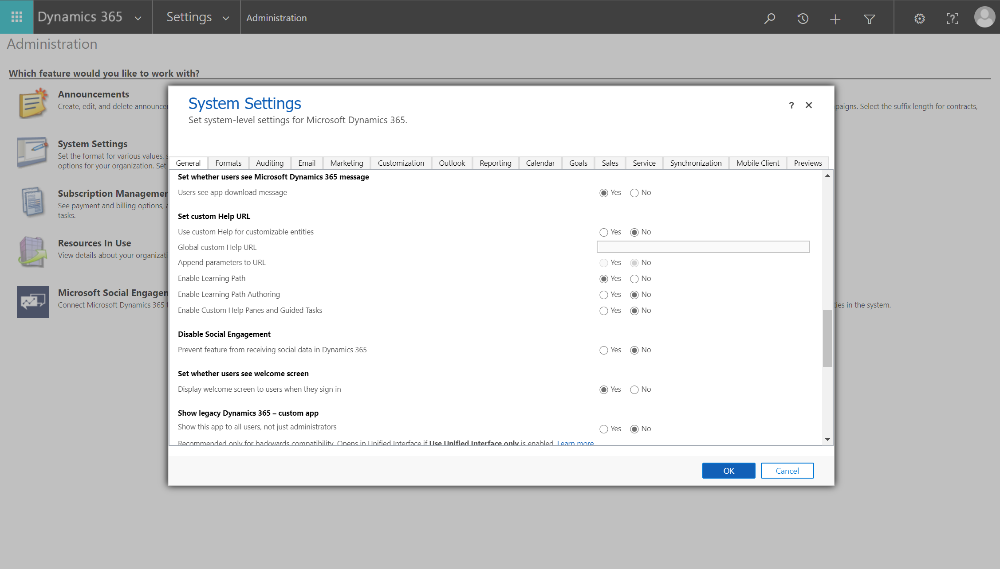 Dynamics 365
Settings
Administration
Administration
Which feature would you like to work with?
Announcements
Create, edit, and delete announce
paigns. Select the suffix length for contracts,
System Settings
Set the format for various values,
options for your organization. Set
Subscription Managemen
See payment and billing options,
tasks.
Resources In Use
View details about your organizati
Microsoft Social Engagem
Connect Microsoft Dynamics 365
ties in the system.
System Settings
? ✕
Set system-level settings for Microsoft Dynamics 365.
General Formats Auditing Email Marketing Customization Outlook Reporting Calendar Goals Sales Service Synchronization Mobile Client Previews
Set whether users see Microsoft Dynamics 365 message
Users see app download message Yes No
Set custom Help URL
Use custom Help for customizable entities Yes No
Global custom Help URL
Append parameters to URL Yes No
Enable Learning Path Yes No
Enable Learning Path Authoring Yes No
Enable Custom Help Panes and Guided Tasks Yes No
Disable Social Engagement
Prevent feature from receiving social data in Dynamics 365 Yes No
Set whether users see welcome screen
Display welcome screen to users when they sign in Yes No
Show legacy Dynamics 365 – custom app
Show this app to all users, not just administrators Yes No
Recommended only for backwards compatibility. Opens in Unified Interface if Use Unified Interface only is enabled. Learn more
OK Cancel